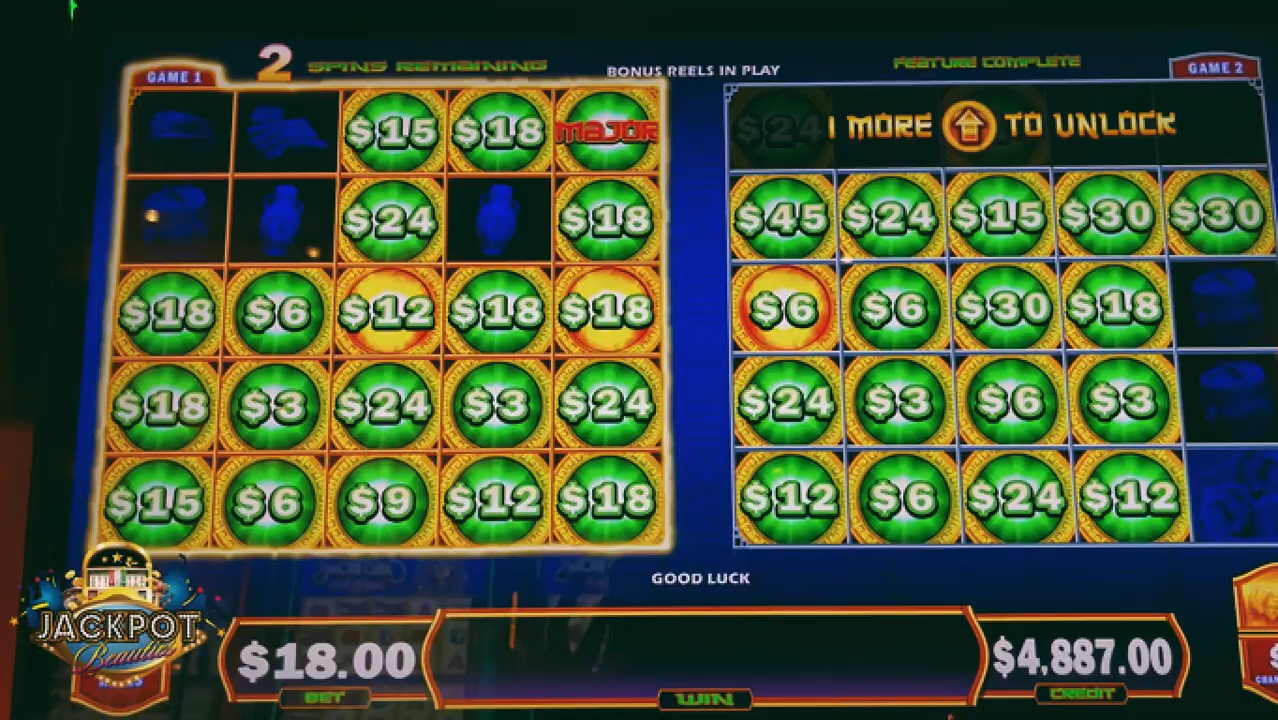 GAME 1
2 SPINS REMAINING
BONUS REELS IN PLAY
FEATURE COMPLETE
GAME 2
$15 $18 MAJOR
$24 1 MORE TO UNLOCK
$24 $18
$45 $24 $15 $30 $30
$18 $6 $12 $18 $18
$6 $6 $30 $18
$18 $3 $24 $3 $24
$24 $3 $6 $3
$15 $6 $9 $12 $18
$12 $6 $24 $12
GOOD LUCK
JACKPOT
Beauties
$18.00
BET
WIN
$4,887.00
CREDIT